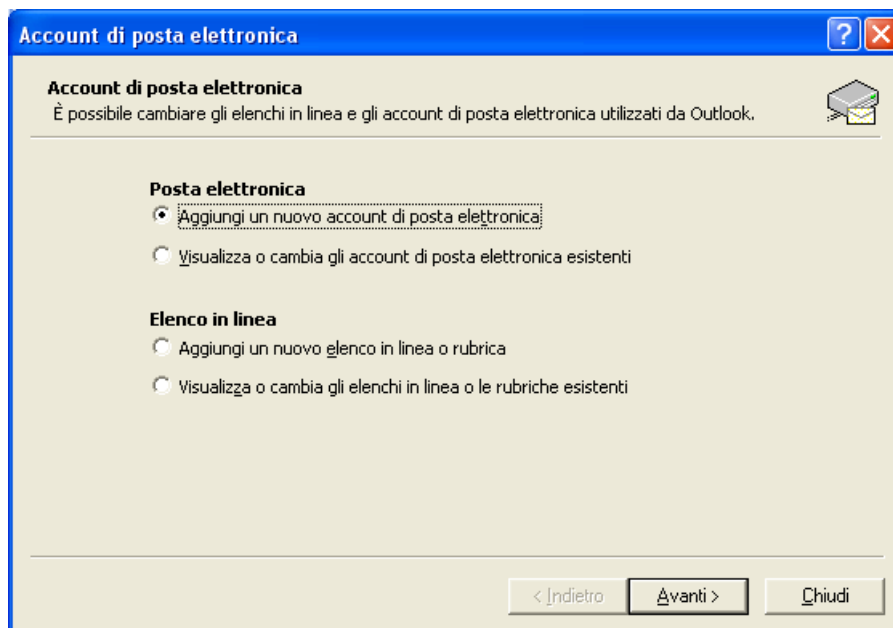 Account di posta elettronica
Account di posta elettronica
È possibile cambiare gli elenchi in linea e gli account di posta elettronica utilizzati da Outlook.
Posta elettronica
Aggiungi un nuovo account di posta elettronica
Visualizza o cambia gli account di posta elettronica esistenti
Elenco in linea
Aggiungi un nuovo elenco in linea o rubrica
Visualizza o cambia gli elenchi in linea o le rubriche esistenti
< Indietro Avanti > Chiudi